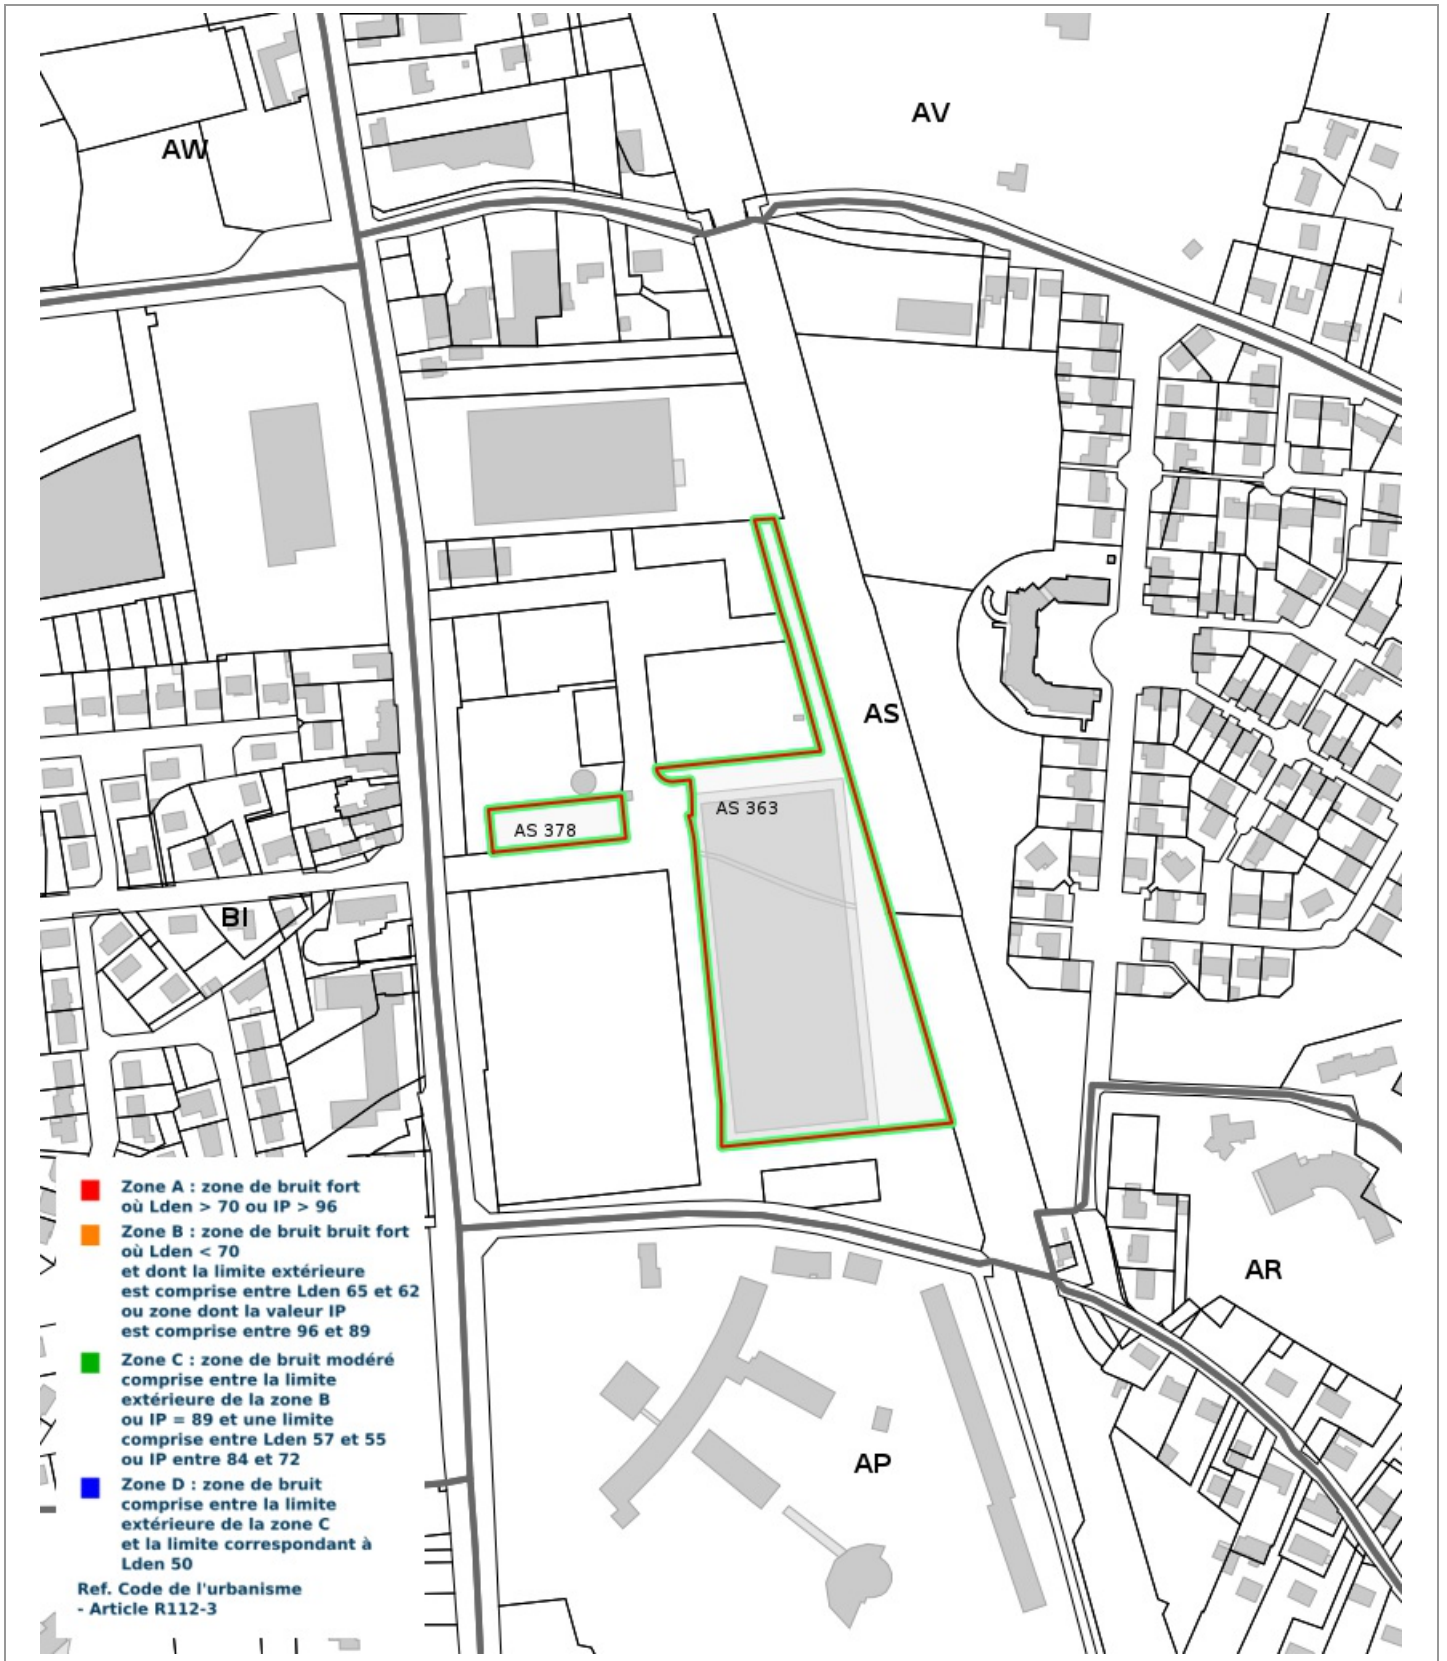 AV
AW
AS
AS 363
AS 378
BI
Zone A : zone de bruit fort
où Lden > 70 ou IP > 96
Zone B : zone de bruit bruit fort
où Lden < 70
et dont la limite extérieure
est comprise entre Lden 65 et 62
ou zone dont la valeur IP
est comprise entre 96 et 89
Zone C : zone de bruit modéré
comprise entre la limite
extérieure de la zone B
ou IP = 89 et une limite
comprise entre Lden 57 et 55
ou IP entre 84 et 72
Zone D : zone de bruit
comprise entre la limite
extérieure de la zone C
et la limite correspondant à
Lden 50
Ref. Code de l'urbanisme
- Article R112-3
AR
AP